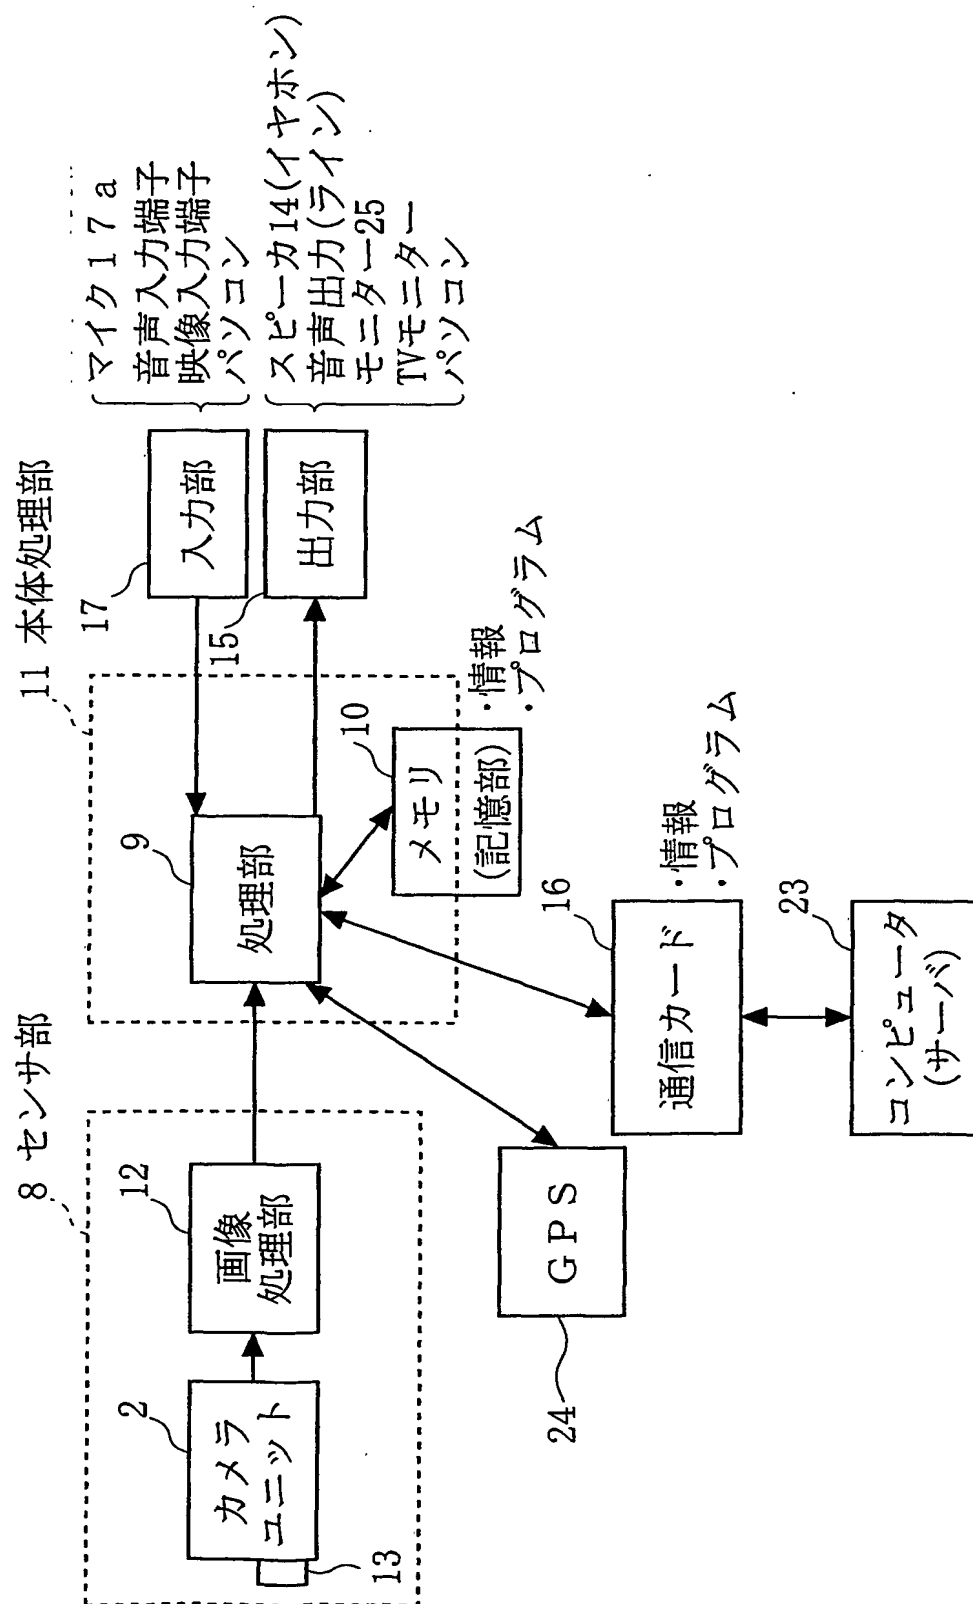 8 センサ部
11 本体処理部
2
カメラ
ユニット
13
12
画像
処理部
9
処理部
10
メモリ
(記憶部)
・情報
・プログラム
17
入力部
マイク17a
音声入力端子
映像入力端子
パソコン
15
出力部
スピーカ14(イヤホン)
音声出力(ライン)
モニター25
TVモニター
パソコン
24
GPS
16
通信カード
・情報
・プログラム
23
コンピュータ
(サーバ)